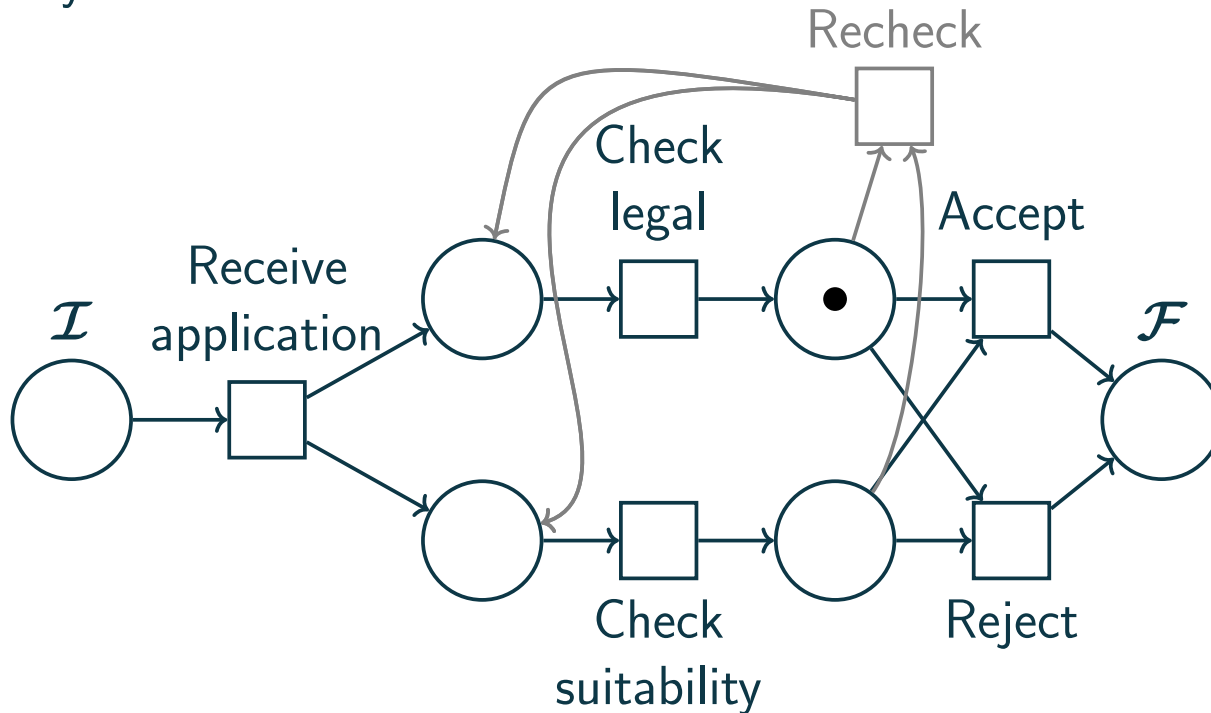 y
Recheck
Check
legal
Accept
Receive
application
I
F
Check
suitability
Reject